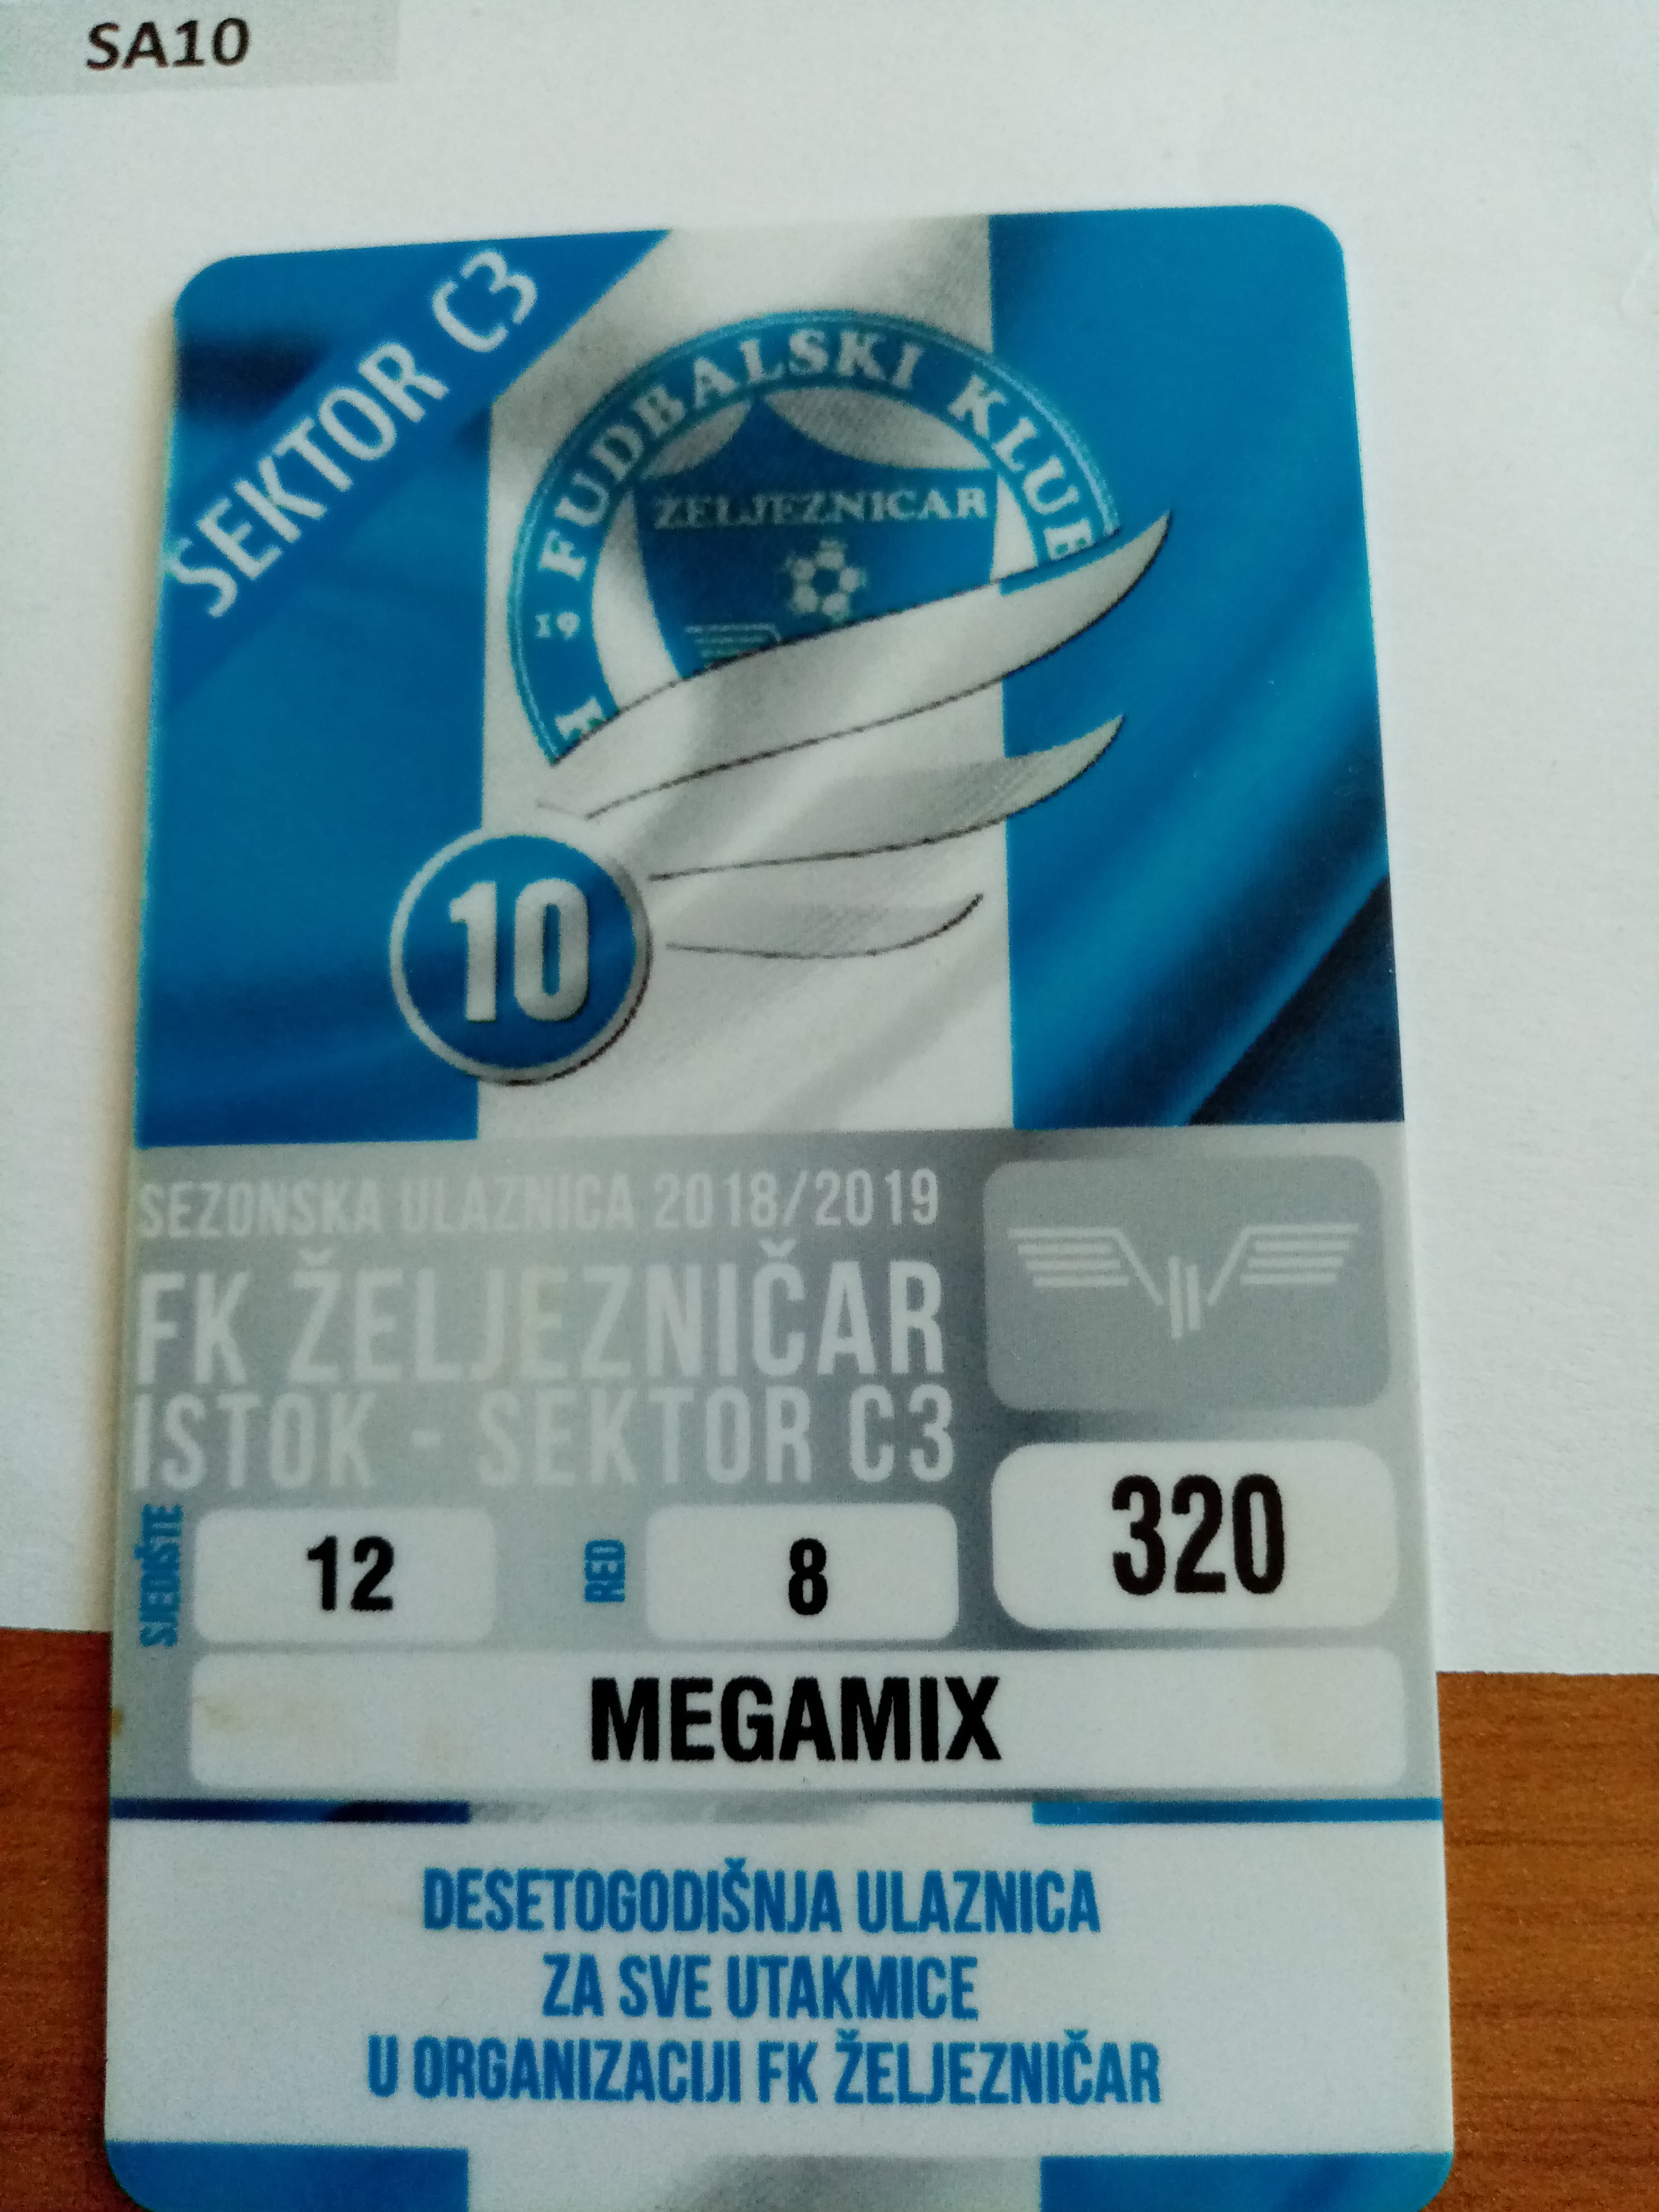 SA10
SEKTOR C3
FUDBALSKI KLUB
ŽELJEZNIČAR
19
10
SEZONSKA ULAZNICA 2018/2019
FK ŽELJEZNIČAR
ISTOK - SEKTOR C3
SJEDIŠTE 12 RED 8 320
MEGAMIX
DESETOGODIŠNJA ULAZNICA
ZA SVE UTAKMICE
U ORGANIZACIJI FK ŽELJEZNIČAR